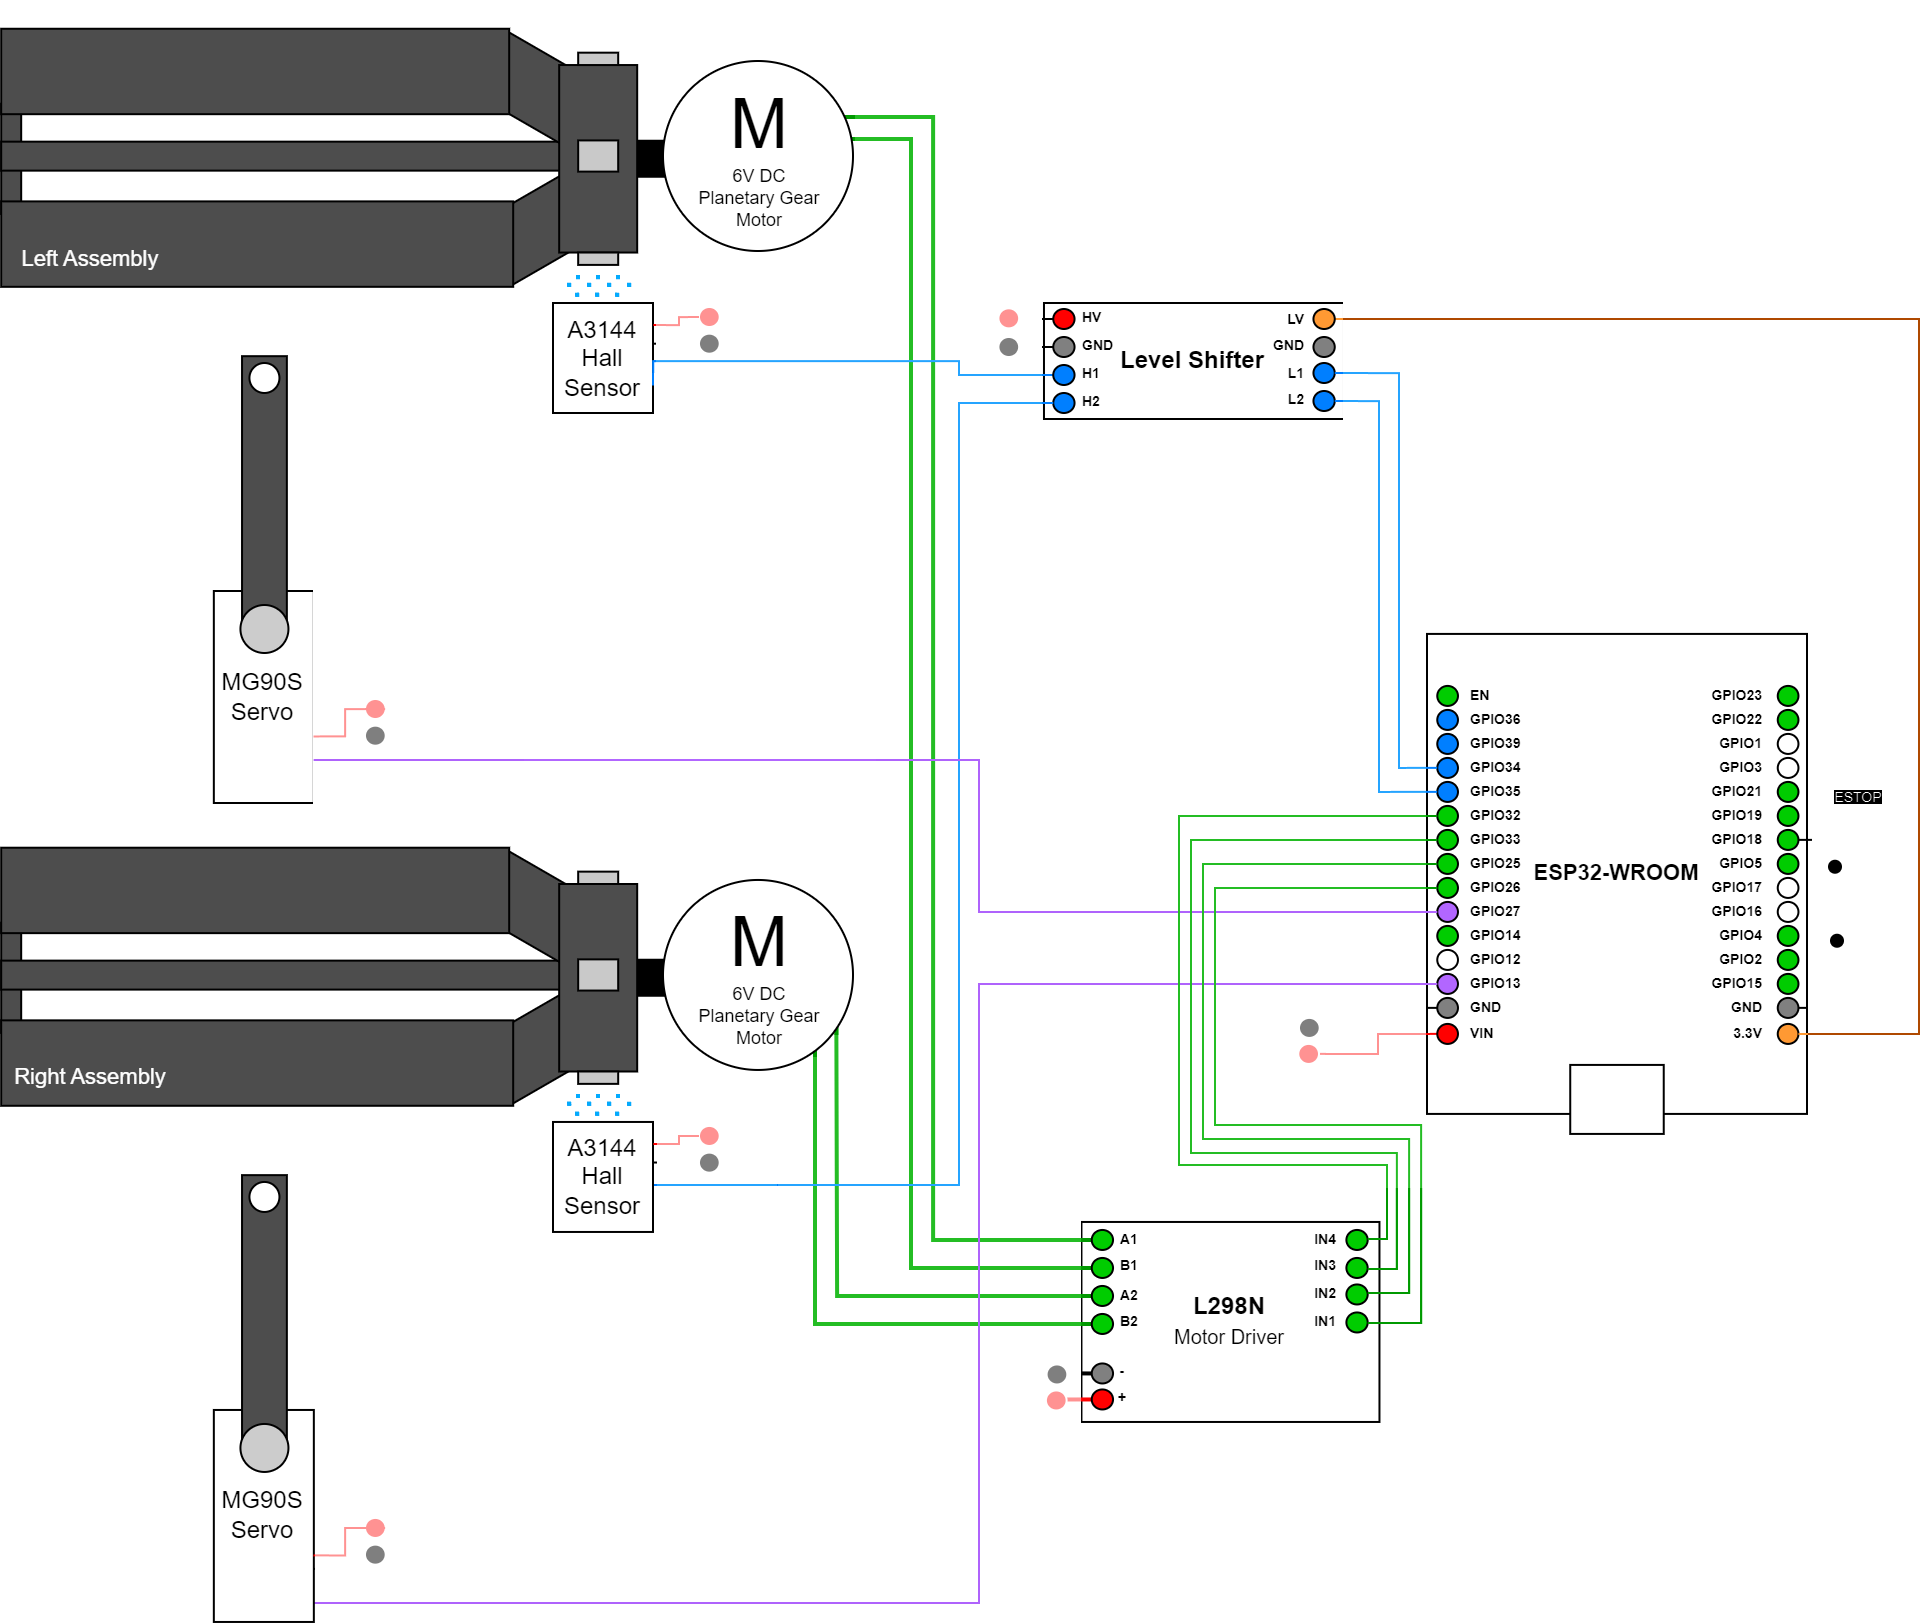 M
6V DC
Planetary Gear
Motor
Left Assembly
A3144
Hall
Sensor
HV
GND
H1
H2
Level Shifter
LV
GND
L1
L2
MG90S
Servo
EN
GPIO36
GPIO39
GPIO34
GPIO35
GPIO32
GPIO33
GPIO25
GPIO26
GPIO27
GPIO14
GPIO12
GPIO13
GND
VIN
ESP32-WROOM
GPIO23
GPIO22
GPIO1
GPIO3
GPIO21
GPIO19
GPIO18
GPIO5
GPIO17
GPIO16
GPIO4
GPIO2
GPIO15
GND
3.3V
ESTOP
M
6V DC
Planetary Gear
Motor
Right Assembly
A3144
Hall
Sensor
A1
B1
A2
B2
-
+
L298N
Motor Driver
IN4
IN3
IN2
IN1
MG90S
Servo